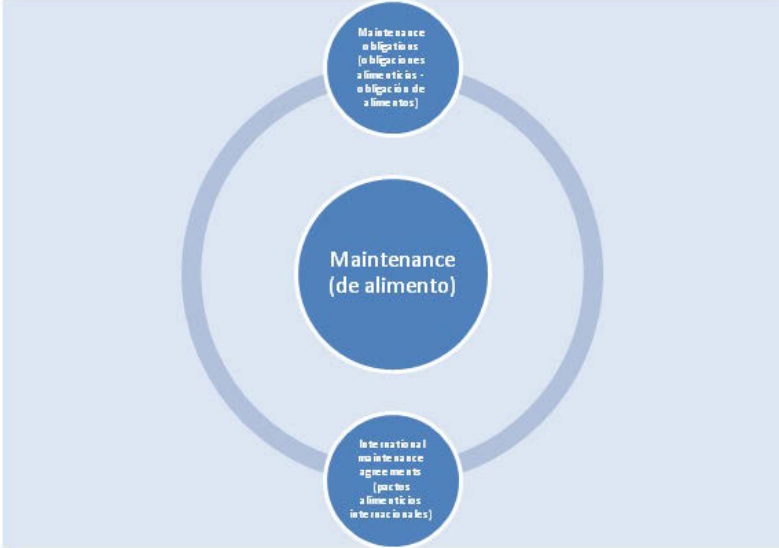 Maintenance
obligations
(obligaciones
alimenticias -
obligación de
alimentos)
Maintenance
(de alimento)
International
maintenance
agreements
(pactos
alimenticios
internacionales)